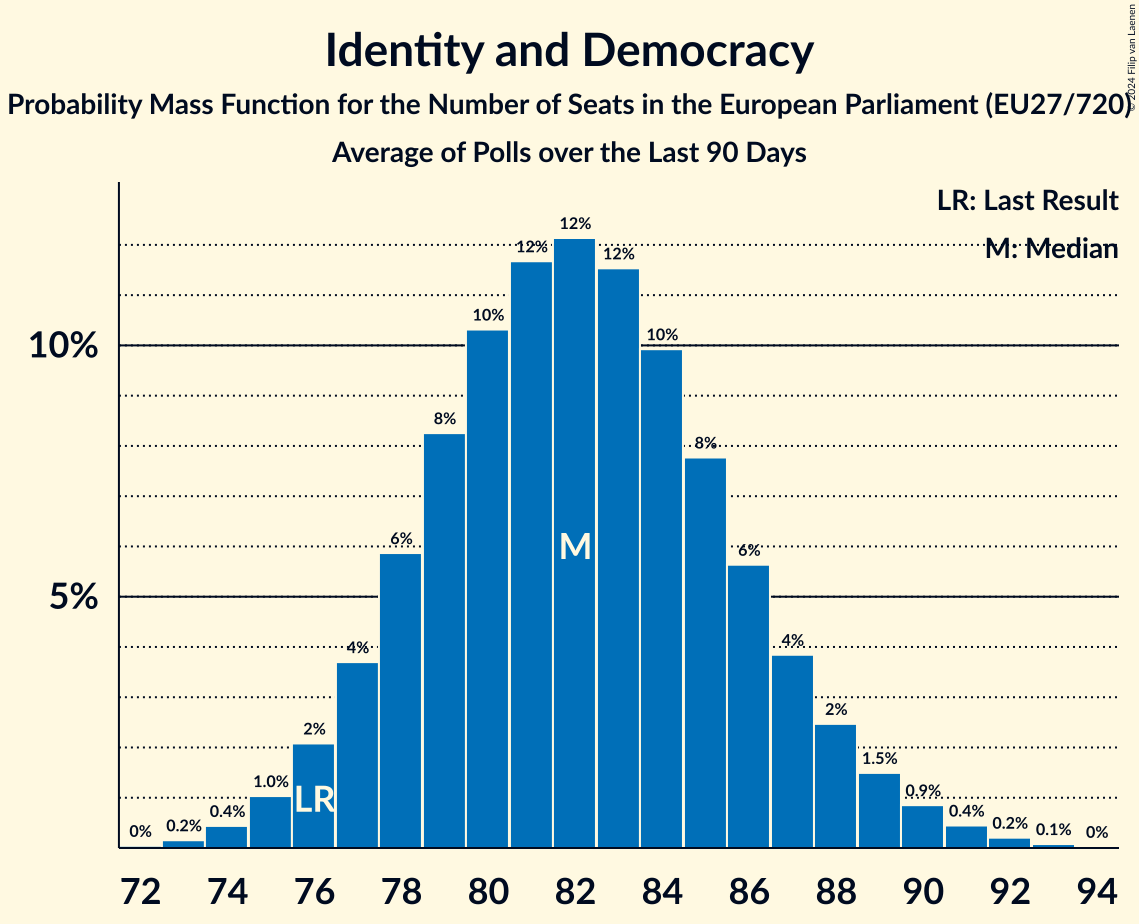 Identity and Democracy
Probability Mass Function for the Number of Seats in the European Parliament (EU27/720)
Average of Polls over the Last 90 Days
© 2024 Filip van Laenen
LR: Last Result
M: Median
10%
5%
0%
0.2%
0.4%
1.0%
2%
4%
6%
8%
10%
12%
12%
12%
10%
8%
6%
4%
2%
1.5%
0.9%
0.4%
0.2%
0.1%
0%
LR
M
72 74 76 78 80 82 84 86 88 90 92 94